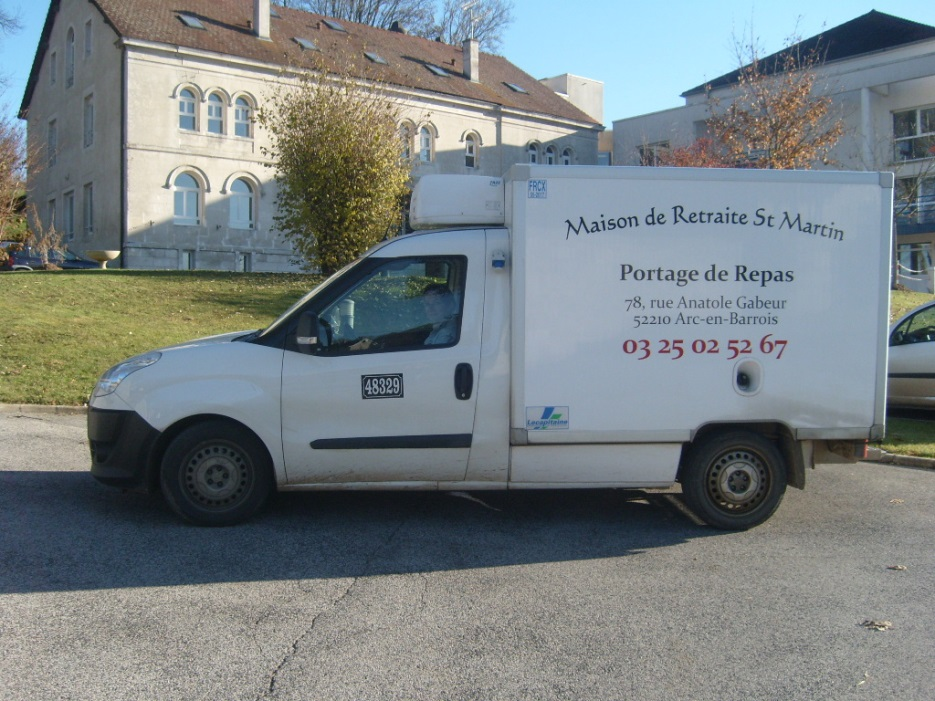 FRCX
Maison de Retraite St Martin
Portage de Repas
78, rue Anatole Gabeur
52210 Arc-en-Barrois
03 25 02 52 67
48329
Lecapitaine